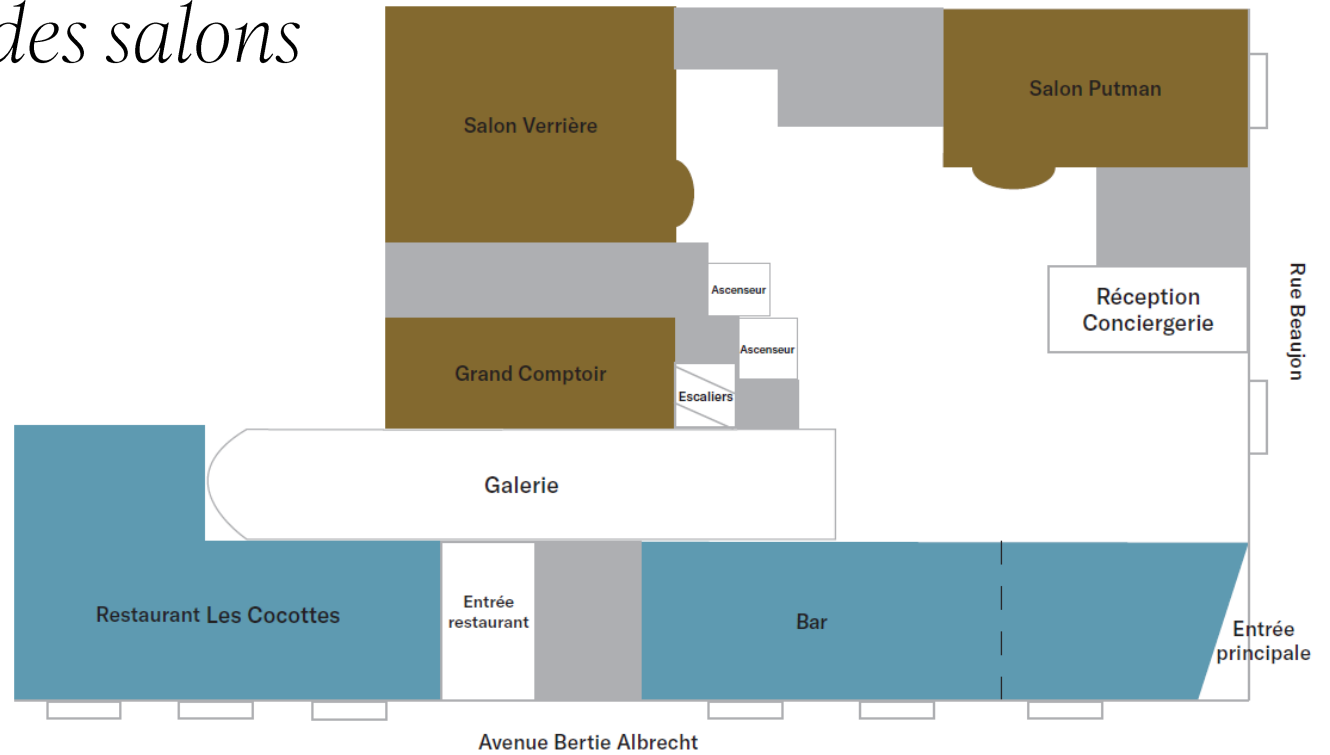 des salons
Salon Putman
Salon Verrière
Ascenseur
Réception
Conciergerie
Rue Beaujon
Ascenseur
Grand Comptoir
Escaliers
Galerie
Entrée
restaurant
Restaurant Les Cocottes
Bar
Entrée
principale
Avenue Bertie Albrecht